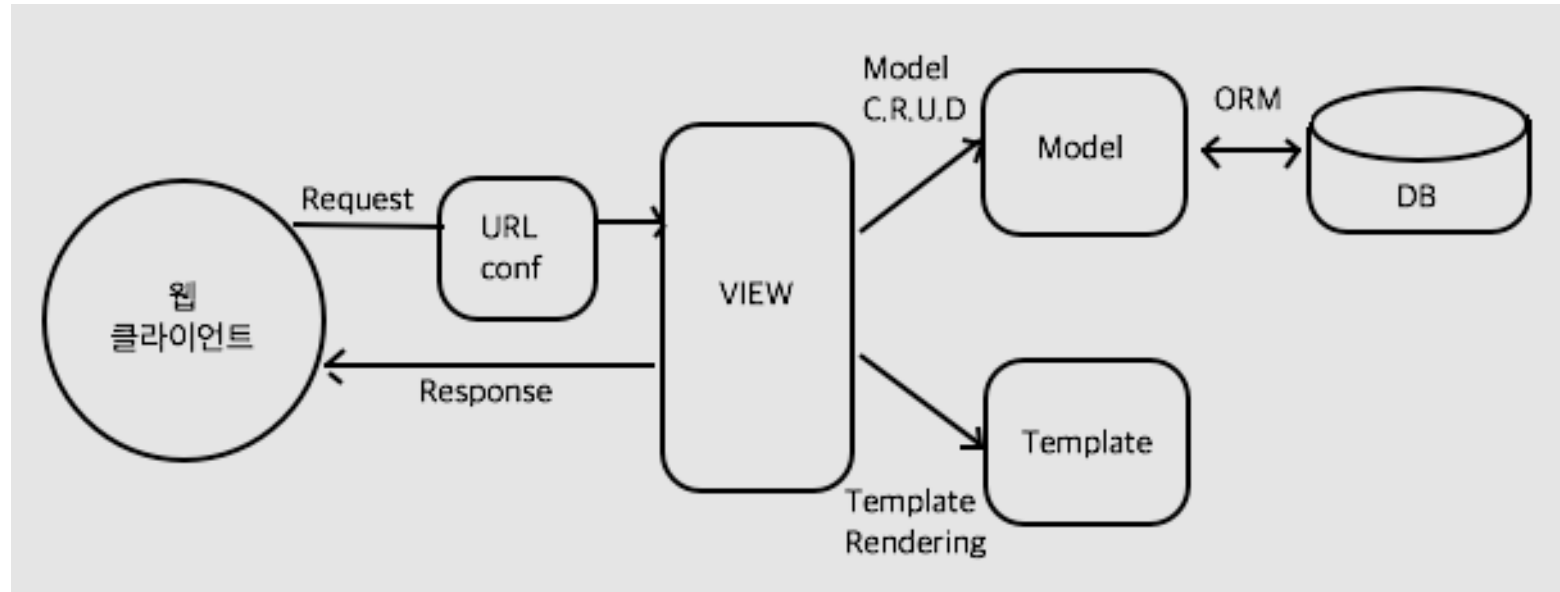 웹
클라이언트
Request
URL
conf
VIEW
Response
Model
C.R.U.D
Model
ORM
DB
Template
Template
Rendering